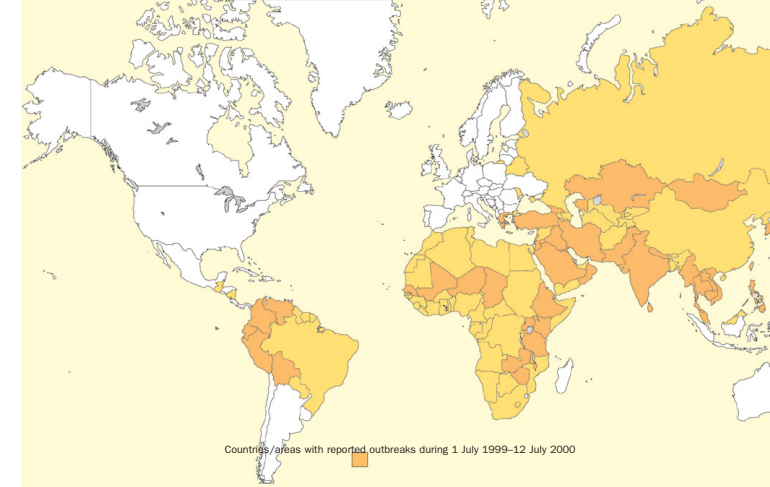 Countries/areas with reported outbreaks during 1 July 1999–12 July 2000